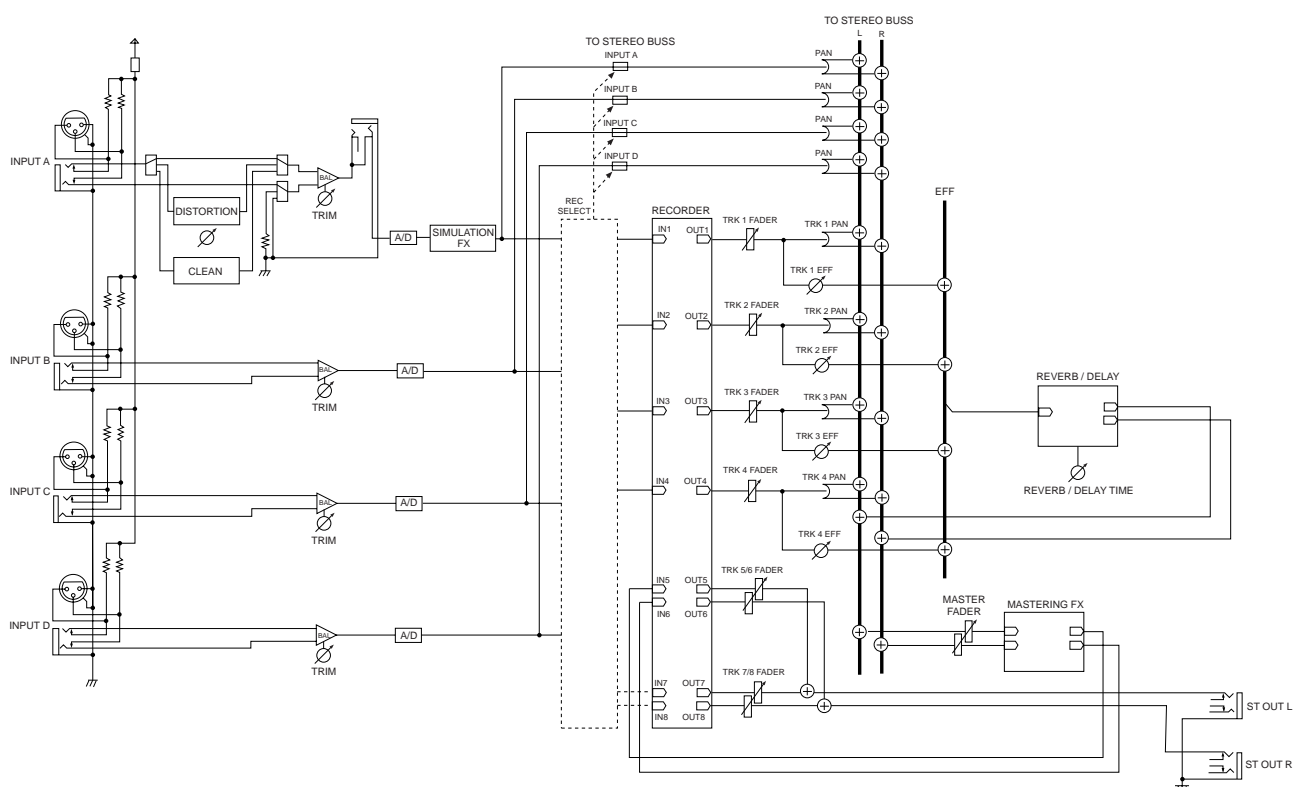 TO STEREO BUSS
L R
TO STEREO BUSS
INPUT A
PAN
INPUT B
PAN
INPUT C
PAN
INPUT D
PAN
INPUT A
BAL
TRIM
DISTORTION
CLEAN
A/D
SIMULATION
FX
REC
SELECT
RECORDER
EFF
IN1 OUT1
TRK 1 FADER
TRK 1 PAN
TRK 1 EFF
IN2 OUT2
TRK 2 FADER
TRK 2 PAN
TRK 2 EFF
INPUT B
BAL
TRIM
A/D
IN3 OUT3
TRK 3 FADER
TRK 3 PAN
TRK 3 EFF
REVERB / DELAY
REVERB / DELAY TIME
INPUT C
BAL
TRIM
A/D
IN4 OUT4
TRK 4 FADER
TRK 4 PAN
TRK 4 EFF
IN5 OUT5
IN6 OUT6
TRK 5/6 FADER
MASTER
FADER
MASTERING FX
INPUT D
BAL
TRIM
A/D
IN7 OUT7
IN8 OUT8
TRK 7/8 FADER
ST OUT L
ST OUT R